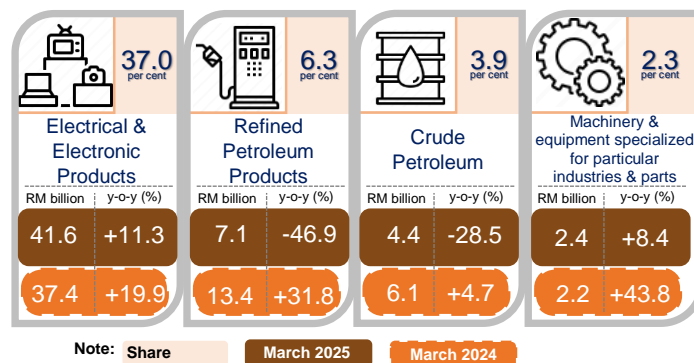 37.0
per cent
Electrical &
Electronic
Products
RM billion y-o-y (%)
41.6 +11.3
37.4 +19.9
6.3
per cent
Refined
Petroleum
Products
RM billion y-o-y (%)
7.1 -46.9
13.4 +31.8
3.9
per cent
Crude
Petroleum
RM billion y-o-y (%)
4.4 -28.5
6.1 +4.7
2.3
per cent
Machinery &
equipment specialized
for particular
industries & parts
RM billion y-o-y (%)
2.4 +8.4
2.2 +43.8
Note: Share March 2025 March 2024